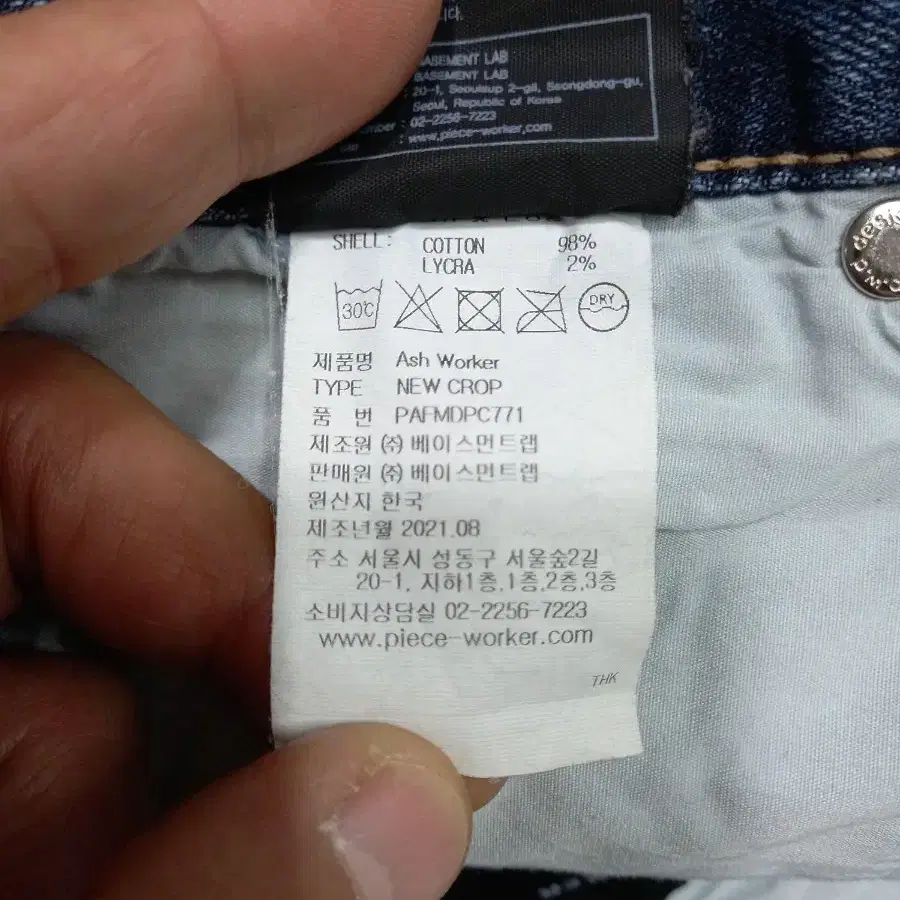 니다.
BASEMENT LAB
BASEMENT LAB
20-1, Seoulsup 2-gil, Seongdong-gu,
Seoul, Republic of Korea
: 02-2256-7223
: www.piece-worker.com
SHELL: COTTON 98%
LYCRA 2%
30℃ DRY
제품명 Ash Worker
TYPE NEW CROP
품 번 PAFMDPC771
제조원 ㈜ 베이스먼트랩
판매원 ㈜ 베이스먼트랩
원산지 한국
제조년월 2021.08
주소 서울시 성동구 서울숲2길
20-1, 지하1층,1층,2층,3층
소비지상담실 02-2256-7223
www.piece-worker.com
THK